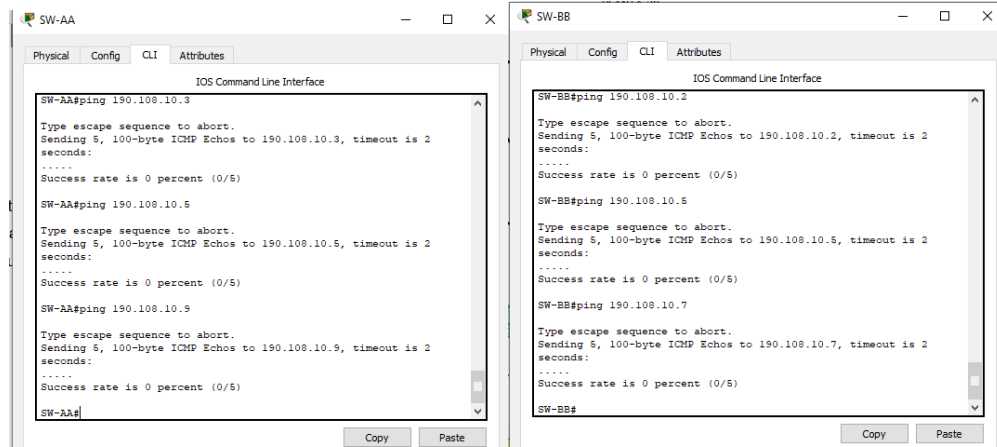 SW-AA
Physical Config CLI Attributes
IOS Command Line Interface
SW-AA#ping 190.108.10.3
Type escape sequence to abort.
Sending 5, 100-byte ICMP Echos to 190.108.10.3, timeout is 2
seconds:
.....
Success rate is 0 percent (0/5)
SW-AA#ping 190.108.10.5
Type escape sequence to abort.
Sending 5, 100-byte ICMP Echos to 190.108.10.5, timeout is 2
seconds:
.....
Success rate is 0 percent (0/5)
SW-AA#ping 190.108.10.9
Type escape sequence to abort.
Sending 5, 100-byte ICMP Echos to 190.108.10.9, timeout is 2
seconds:
.....
Success rate is 0 percent (0/5)
SW-AA#
Copy Paste
SW-BB
Physical Config CLI Attributes
IOS Command Line Interface
SW-BB#ping 190.108.10.2
Type escape sequence to abort.
Sending 5, 100-byte ICMP Echos to 190.108.10.2, timeout is 2
seconds:
.....
Success rate is 0 percent (0/5)
SW-BB#ping 190.108.10.5
Type escape sequence to abort.
Sending 5, 100-byte ICMP Echos to 190.108.10.5, timeout is 2
seconds:
.....
Success rate is 0 percent (0/5)
SW-BB#ping 190.108.10.7
Type escape sequence to abort.
Sending 5, 100-byte ICMP Echos to 190.108.10.7, timeout is 2
seconds:
.....
Success rate is 0 percent (0/5)
SW-BB#
Copy Paste